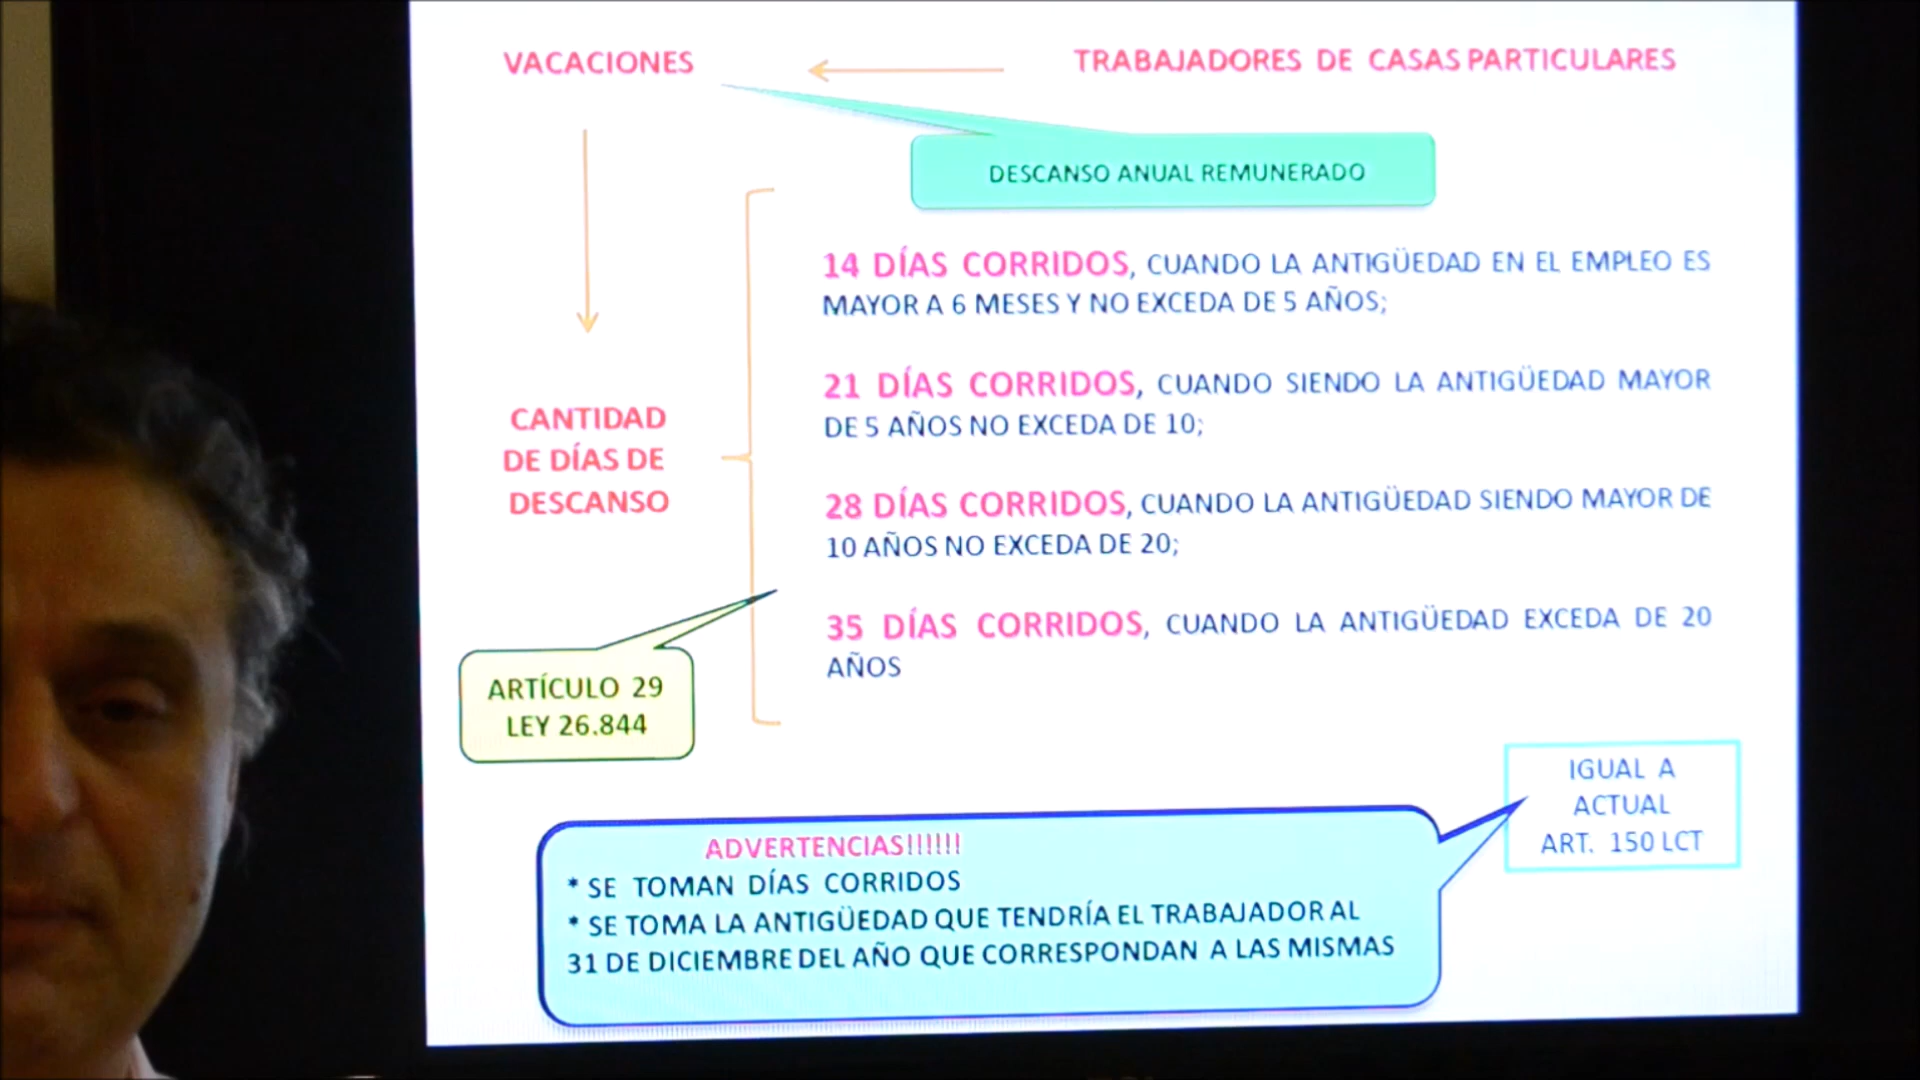 VACACIONES
TRABAJADORES DE CASAS PARTICULARES
DESCANSO ANUAL REMUNERADO
14 DÍAS CORRIDOS, CUANDO LA ANTIGÜEDAD EN EL EMPLEO ES
MAYOR A 6 MESES Y NO EXCEDA DE 5 AÑOS;
21 DÍAS CORRIDOS, CUANDO SIENDO LA ANTIGÜEDAD MAYOR
DE 5 AÑOS NO EXCEDA DE 10;
CANTIDAD
DE DÍAS DE
DESCANSO
28 DÍAS CORRIDOS, CUANDO LA ANTIGÜEDAD SIENDO MAYOR DE
10 AÑOS NO EXCEDA DE 20;
35 DÍAS CORRIDOS, CUANDO LA ANTIGÜEDAD EXCEDA DE 20
AÑOS
ARTÍCULO 29
LEY 26.844
IGUAL A
ACTUAL
ART. 150 LCT
ADVERTENCIAS!!!!!!
* SE TOMAN DÍAS CORRIDOS
* SE TOMA LA ANTIGÜEDAD QUE TENDRÍA EL TRABAJADOR AL
31 DE DICIEMBRE DEL AÑO QUE CORRESPONDAN A LAS MISMAS